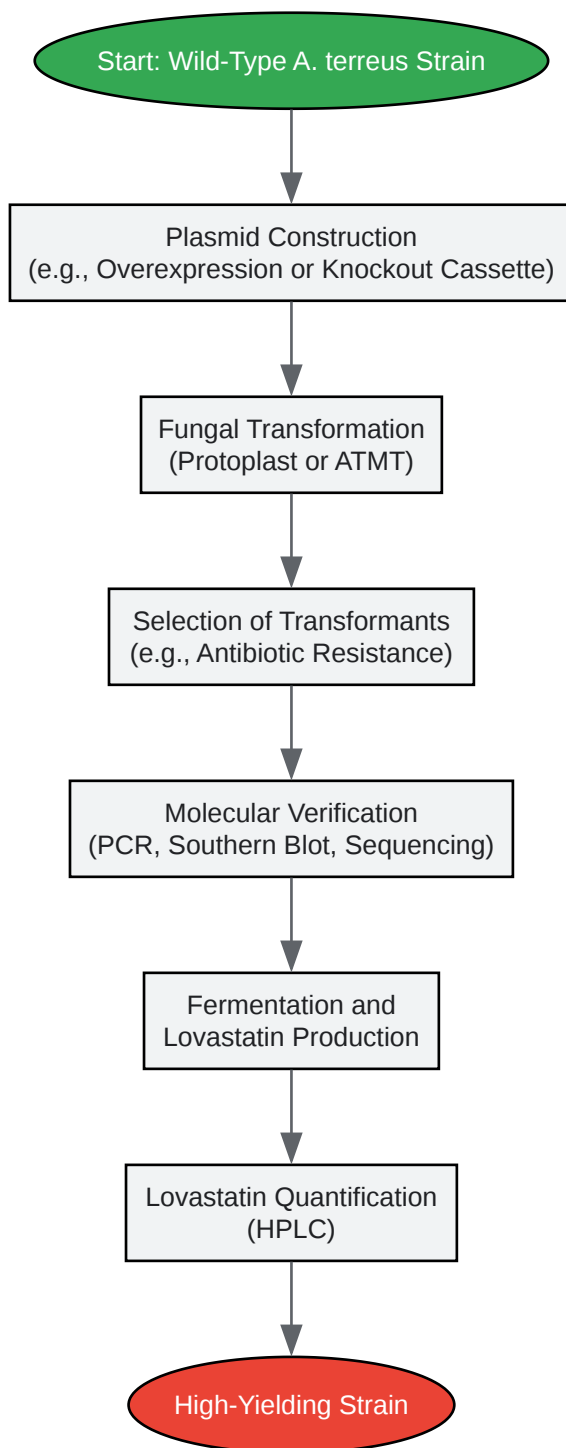 Start: Wild-Type A. terreus Strain
Plasmid Construction
(e.g., Overexpression or Knockout Cassette)
Fungal Transformation
(Protoplast or ATMT)
Selection of Transformants
(e.g., Antibiotic Resistance)
Molecular Verification
(PCR, Southern Blot, Sequencing)
Fermentation and
Lovastatin Production
Lovastatin Quantification
(HPLC)
High-Yielding Strain